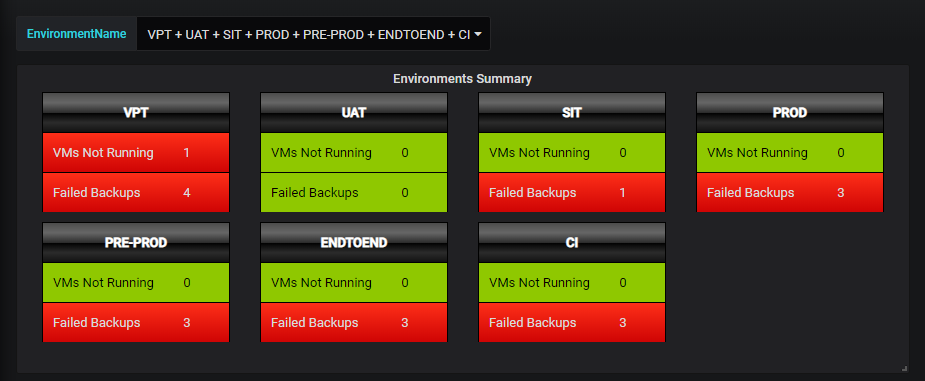 EnvironmentName VPT + UAT + SIT + PROD + PRE-PROD + ENDTOEND + CI
Environments Summary
VPT UAT SIT PROD
VMs Not Running 1 VMs Not Running 0 VMs Not Running 0 VMs Not Running 0
Failed Backups 4 Failed Backups 0 Failed Backups 1 Failed Backups 3
PRE-PROD ENDTOEND CI
VMs Not Running 0 VMs Not Running 0 VMs Not Running 0
Failed Backups 3 Failed Backups 3 Failed Backups 3